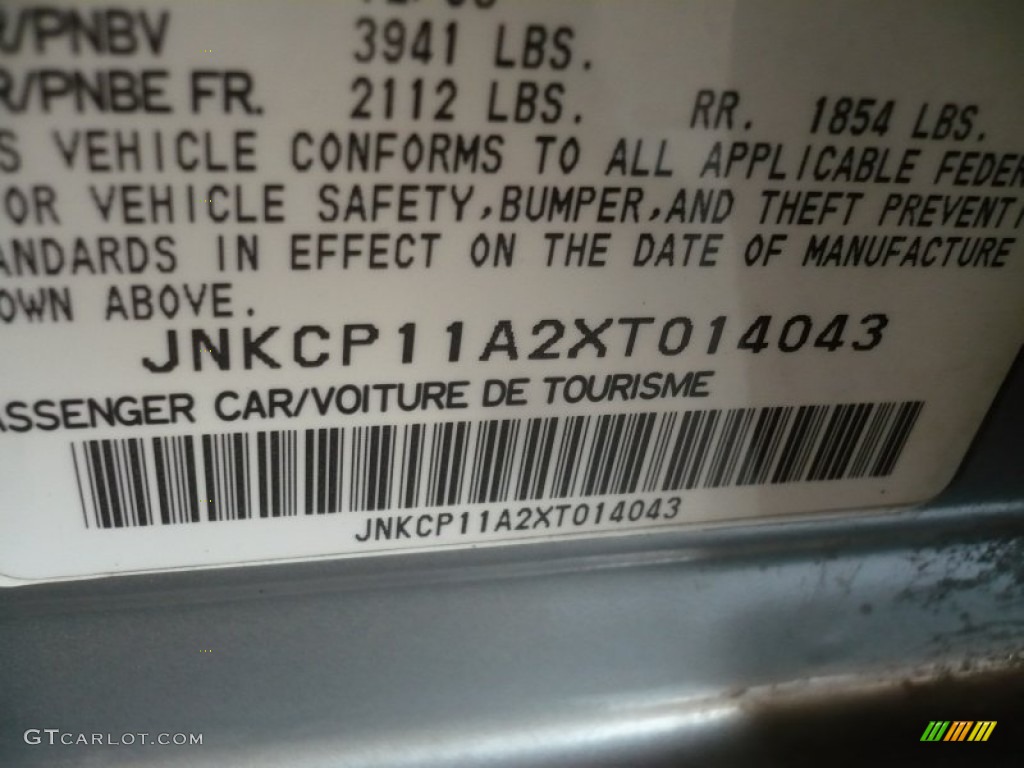 /PNBV 3941 LBS.
/PNBE FR. 2112 LBS. RR. 1854 LBS.
S VEHICLE CONFORMS TO ALL APPLICABLE FEDER
OR VEHICLE SAFETY,BUMPER,AND THEFT PREVENTI
ANDARDS IN EFFECT ON THE DATE OF MANUFACTURE
OWN ABOVE.
JNKCP11A2XT014043
ASSENGER CAR/VOITURE DE TOURISME
JNKCP11A2XT014043
GTCARLOT.COM